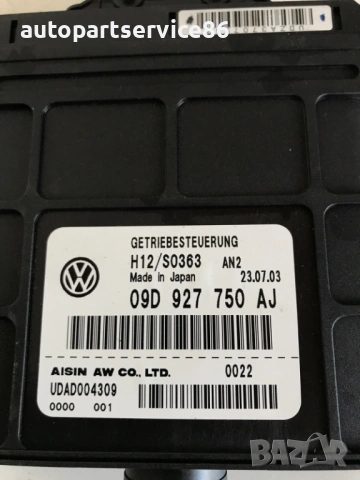 autopartservice86
GETRIEBESTEUERUNG
H12/S0363 AN2
Made in Japan 23.07.03
09D 927 750 AJ
AISIN AW CO., LTD. 0022
UDAD004309
0000 001
BAZAR